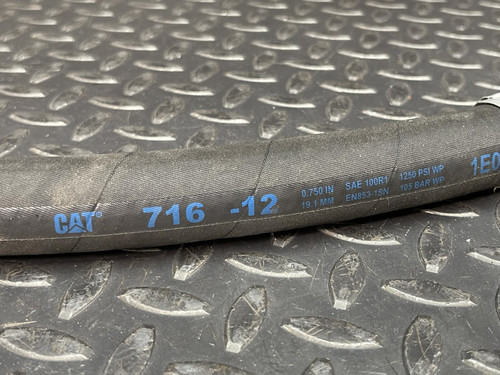 CAT® 716 -12 0.750 IN SAE 100R1 1250 PSI WP 1E0
19.1 MM EN853-1SN 105 BAR WP